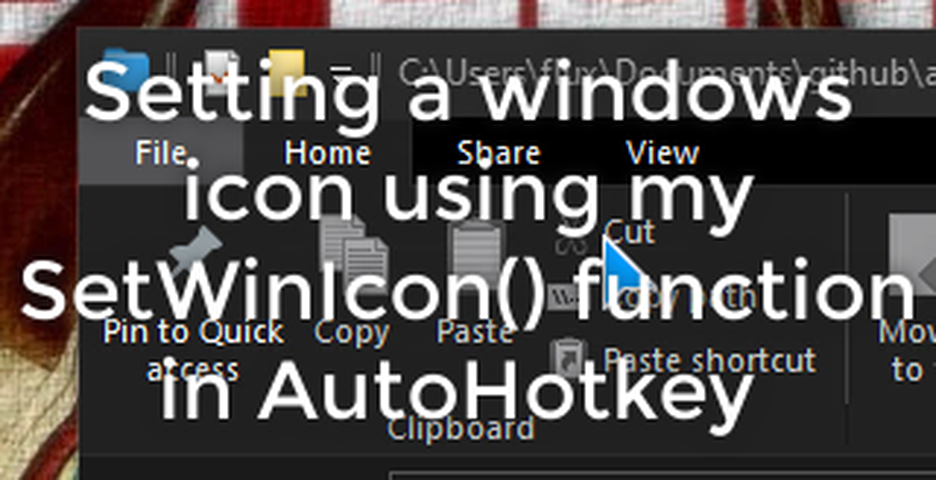 C:\Users\flux\Documents\github\a
Setting a windows
File Home Share View
icon using my
Cut
SetWinIcon() function
Copy path
Pin to Quick access
Copy
Paste
Mov
to
Paste shortcut
in AutoHotkey
Clipboard